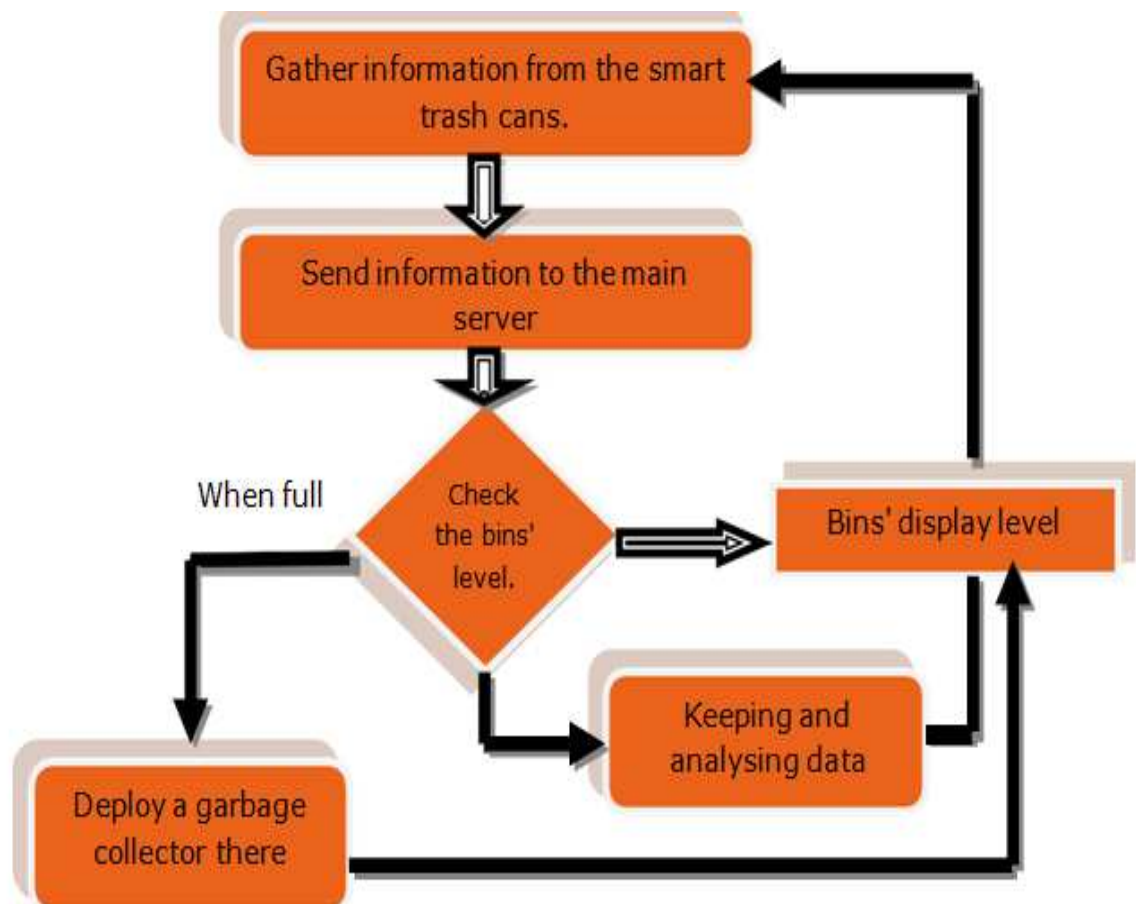 Gather information from the smart
trash cans.
Send information to the main
server
When full
Check
the bins'
level.
Bins' display level
Keeping and
analysing data
Deploy a garbage
collector there